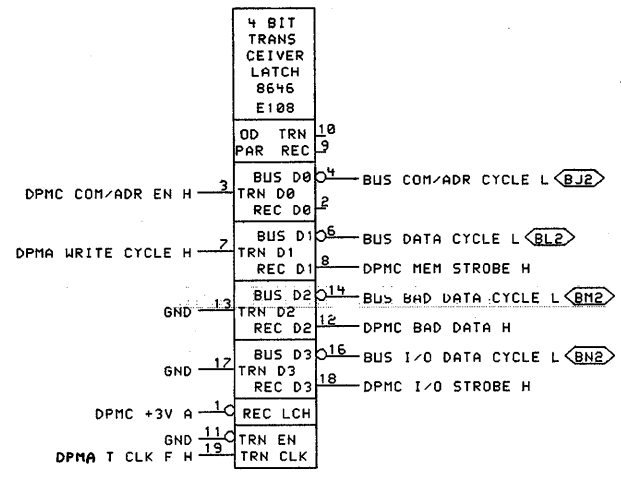 4 BIT
TRANS
CEIVER
LATCH
8646
E108
OD TRN 10
PAR REC 9
BUS D0 4 BUS COM/ADR CYCLE L BJ2
DPMC COM/ADR EN H 3 TRN D0
REC D0 2
BUS D1 6 BUS DATA CYCLE L BL2
DPMA WRITE CYCLE H 7 TRN D1
REC D1 8 DPMC MEM STROBE H
BUS D2 14 BUS BAD DATA CYCLE L BM2
GND 13 TRN D2
REC D2 12 DPMC BAD DATA H
BUS D3 16 BUS I/O DATA CYCLE L BN2
GND 17 TRN D3
REC D3 18 DPMC I/O STROBE H
DPMC +3V A 1 REC LCH
GND 11 TRN EN
DPMA T CLK F H 19 TRN CLK